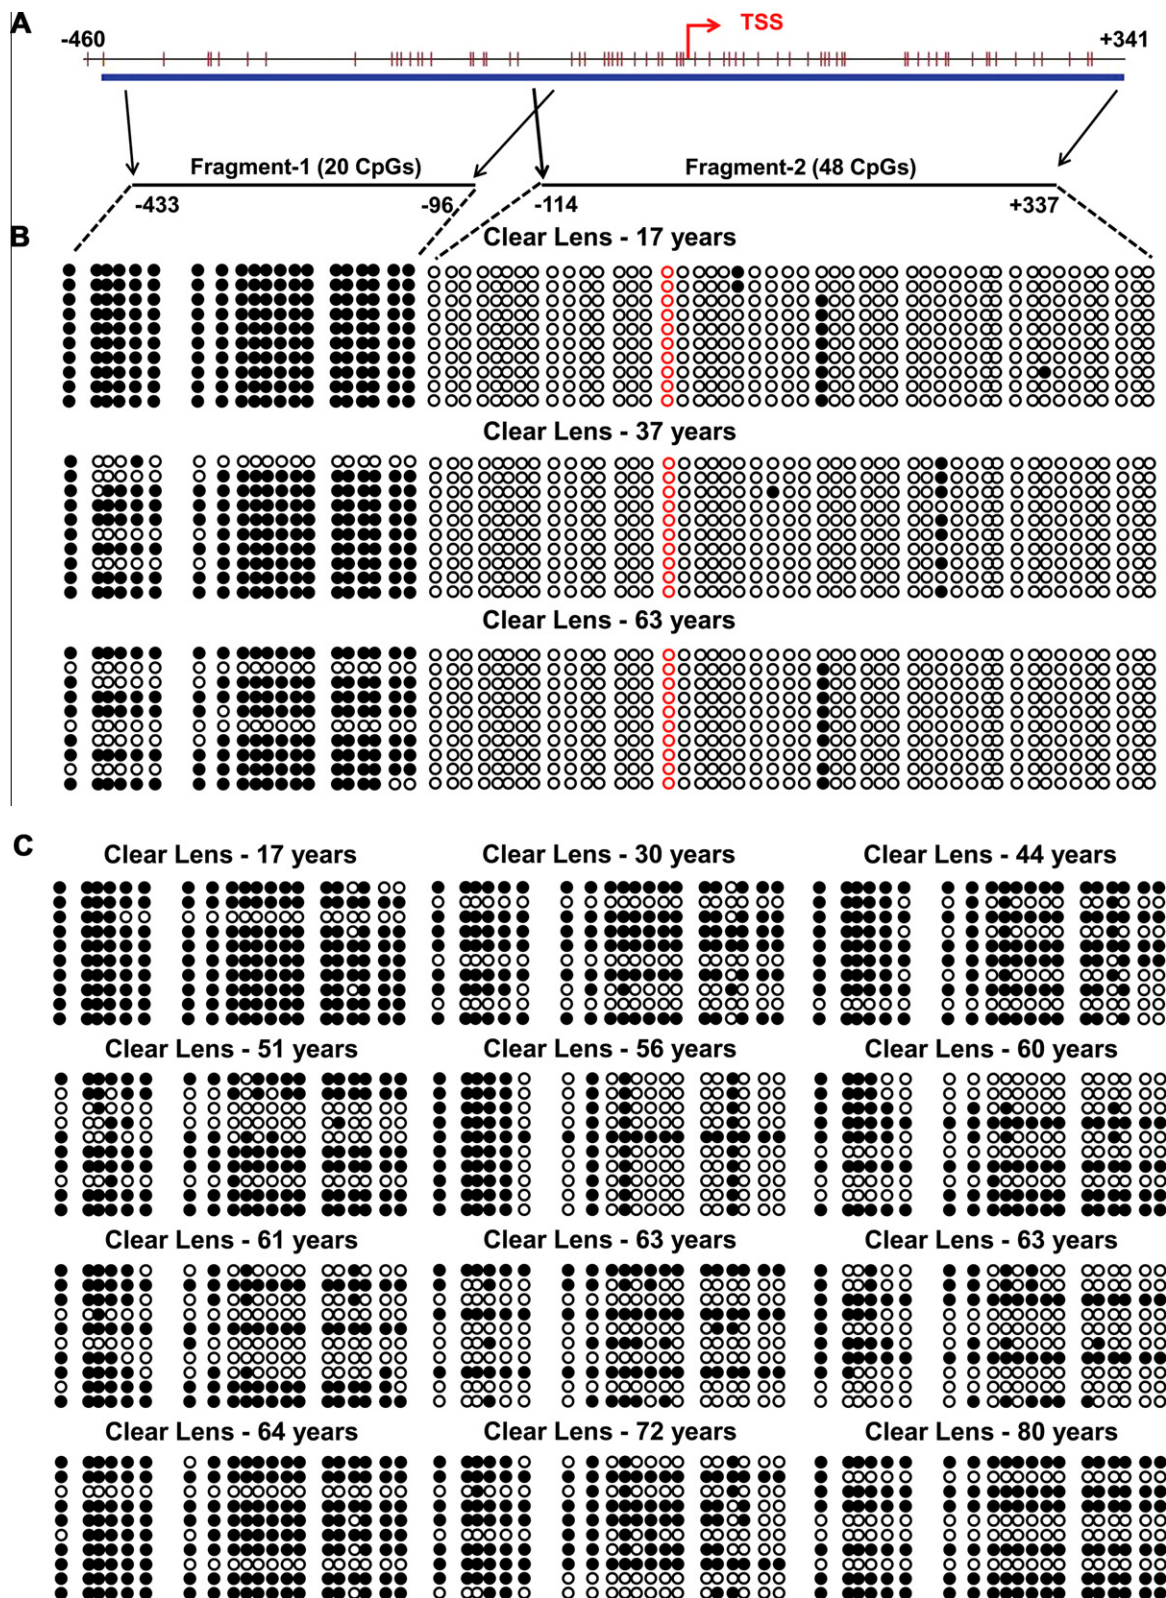 A
-460
TSS
+341
Fragment-1 (20 CpGs)
Fragment-2 (48 CpGs)
-433
-96
-114
+337
B
Clear Lens - 17 years
Clear Lens - 37 years
Clear Lens - 63 years
C
Clear Lens - 17 years
Clear Lens - 30 years
Clear Lens - 44 years
Clear Lens - 51 years
Clear Lens - 56 years
Clear Lens - 60 years
Clear Lens - 61 years
Clear Lens - 63 years
Clear Lens - 63 years
Clear Lens - 64 years
Clear Lens - 72 years
Clear Lens - 80 years